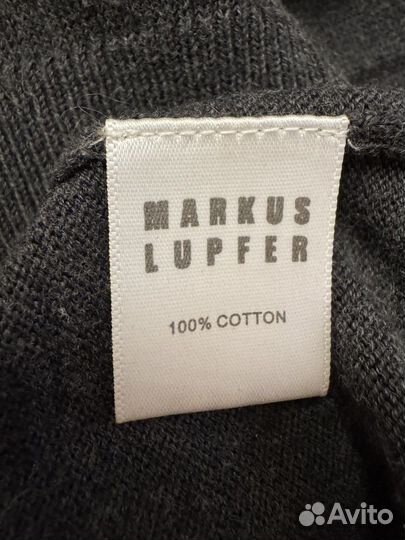 MARKUS
LUPFER
100% COTTON
Avito